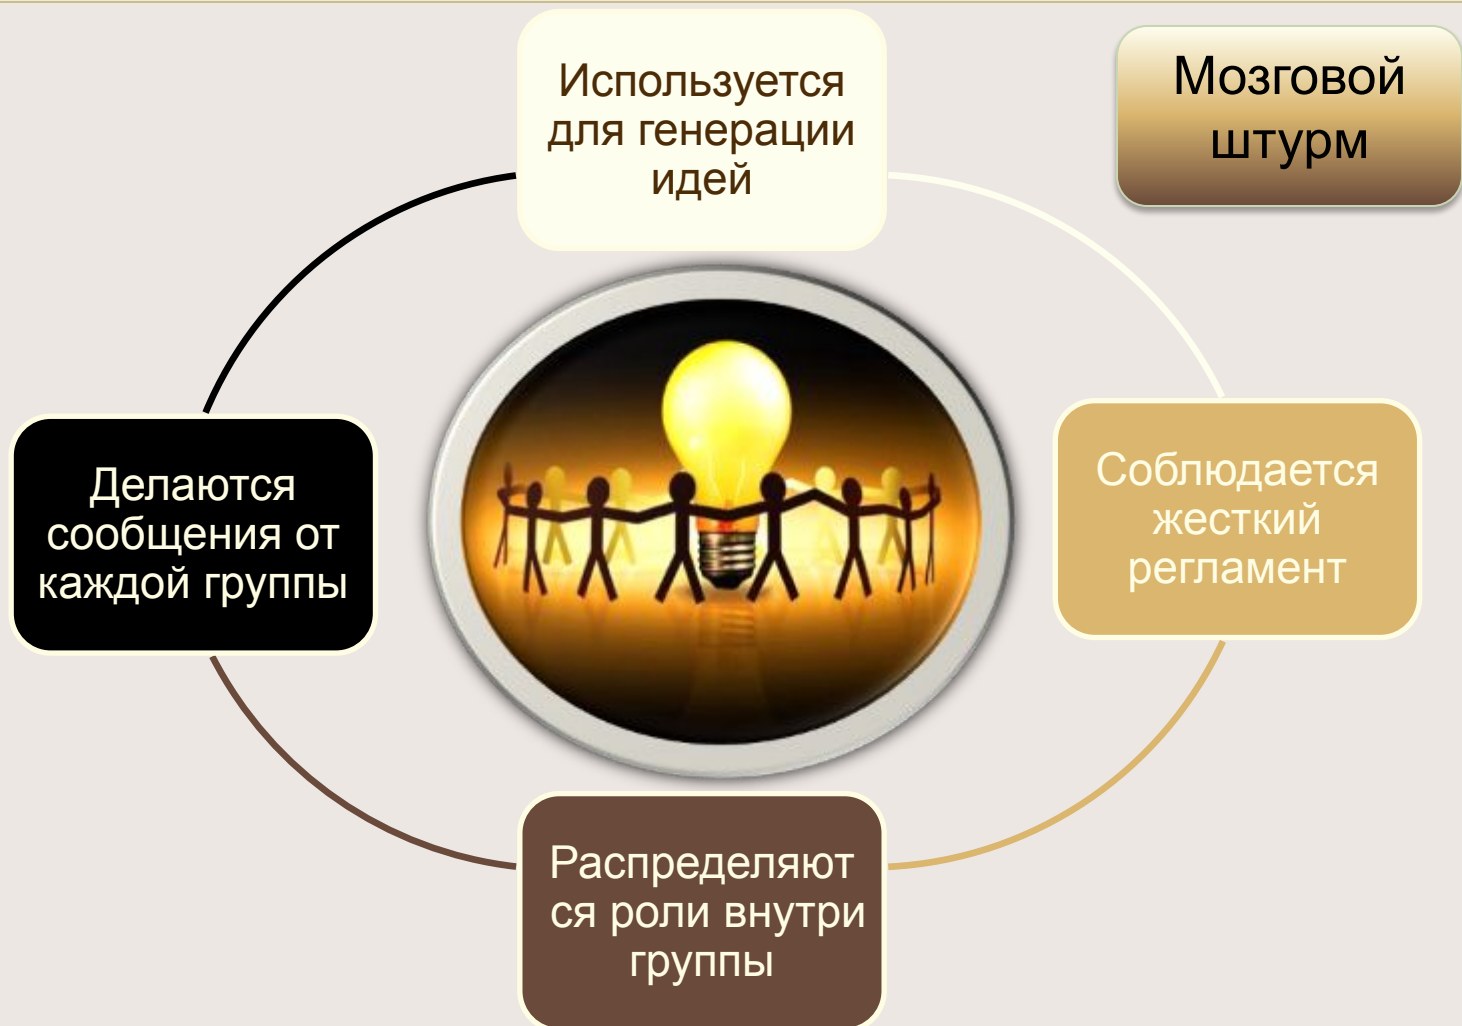 Мозговой
штурм
Используется
для генерации
идей
Соблюдается
жесткий
регламент
Распределяют
ся роли внутри
группы
Делаются
сообщения от
каждой группы